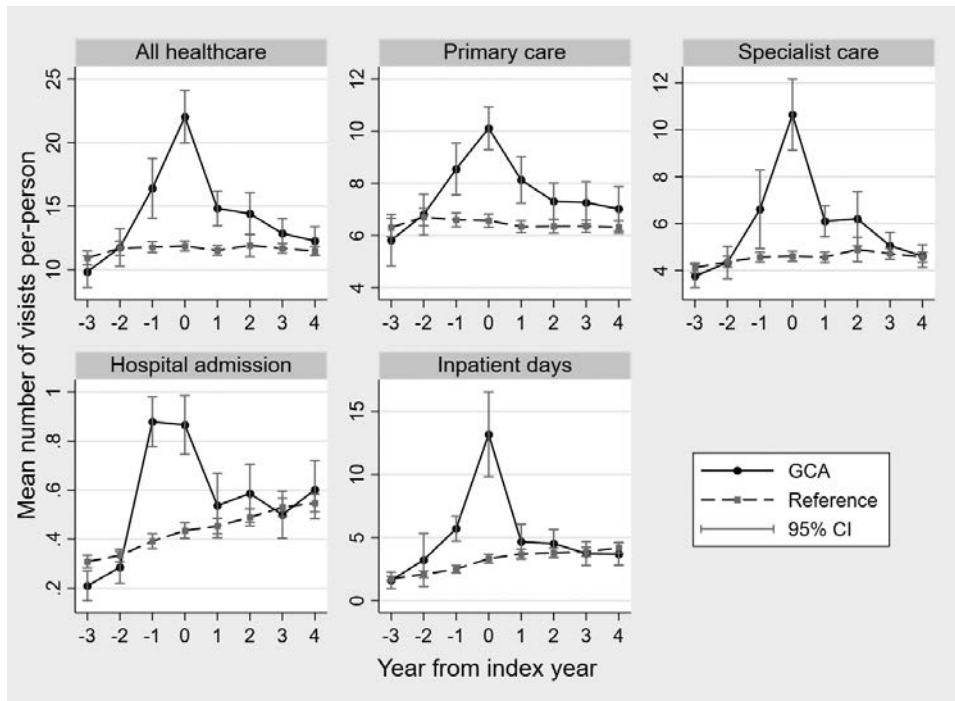 All healthcare
Primary care
Specialist care
25
20
15
10
12
10
8
6
4
12
10
8
6
4
-3 -2 -1 0 1 2 3 4
-3 -2 -1 0 1 2 3 4
-3 -2 -1 0 1 2 3 4
Mean number of visists per-person
Hospital admission
Inpatient days
1
.8
.6
.4
.2
15
10
5
0
-3 -2 -1 0 1 2 3 4
-3 -2 -1 0 1 2 3 4
GCA
Reference
95% CI
Year from index year